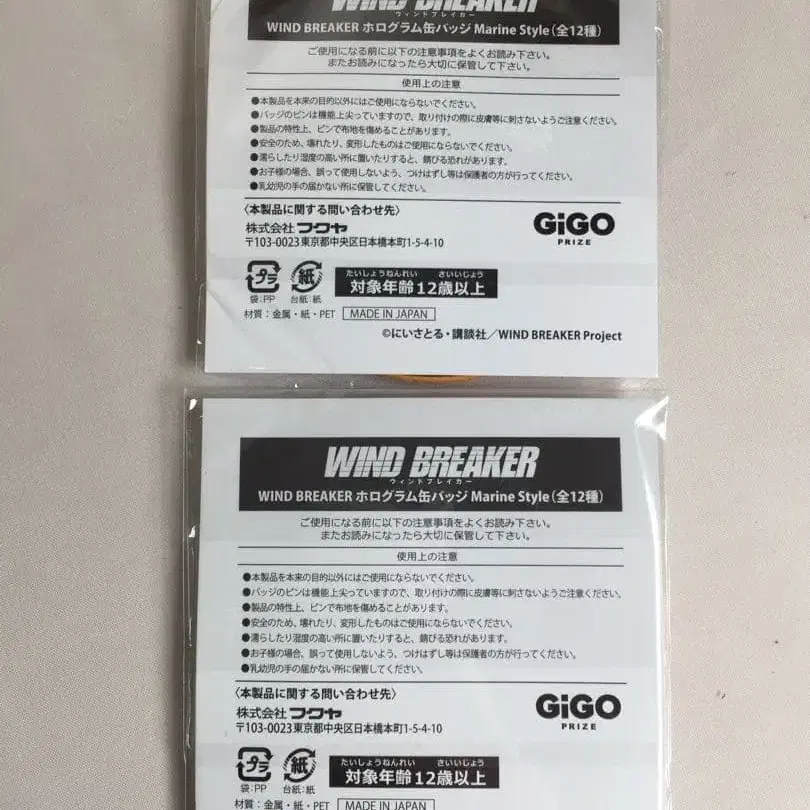 WIND BREAKER
ウィンドブレイカー
WIND BREAKER ホログラム缶バッジ Marine Style（全12種）
ご使用になる前に以下の注意事項をよくお読み下さい。
またお読みになったら大切に保管して下さい。
使用上の注意
●本製品を本来の目的以外にはご使用にならないでください。
●バッジのピンは機能上尖っていますので、取り付けの際に皮膚等に刺さないようご注意ください。
●製品の特性上、ピンで布地を傷めることがあります。
●安全のため、壊れたり、変形したものはご使用にならないでください。
●濡らしたり湿度の高い所に置いたりすると、錆びる恐れがあります。
●お子様の場合、誤って使用しないよう、つけはずし等は保護者の方が行ってください。
●乳幼児の手の届かない所に保管してください。
〈本製品に関する問い合わせ先〉
株式会社 フクヤ
〒103-0023 東京都中央区日本橋本町1-5-4-10
GiGO
PRIZE
プラ
袋：PP
紙
台紙：紙
たいしょうねんれい さいいじょう
対象年齢12歳以上
材質：金属・紙・PET
MADE IN JAPAN
©にいさとる・講談社／WIND BREAKER Project
WIND BREAKER
ウィンドブレイカー
WIND BREAKER ホログラム缶バッジ Marine Style（全12種）
ご使用になる前に以下の注意事項をよくお読み下さい。
またお読みになったら大切に保管して下さい。
使用上の注意
●本製品を本来の目的以外にはご使用にならないでください。
●バッジのピンは機能上尖っていますので、取り付けの際に皮膚等に刺さないようご注意ください。
●製品の特性上、ピンで布地を傷めることがあります。
●安全のため、壊れたり、変形したものはご使用にならないでください。
●濡らしたり湿度の高い所に置いたりすると、錆びる恐れがあります。
●お子様の場合、誤って使用しないよう、つけはずし等は保護者の方が行ってください。
●乳幼児の手の届かない所に保管してください。
〈本製品に関する問い合わせ先〉
株式会社 フクヤ
〒103-0023 東京都中央区日本橋本町1-5-4-10
GiGO
PRIZE
プラ
袋：PP
紙
台紙：紙
たいしょうねんれい さいいじょう
対象年齢12歳以上
材質：金属・紙・PET
MADE IN JAPAN